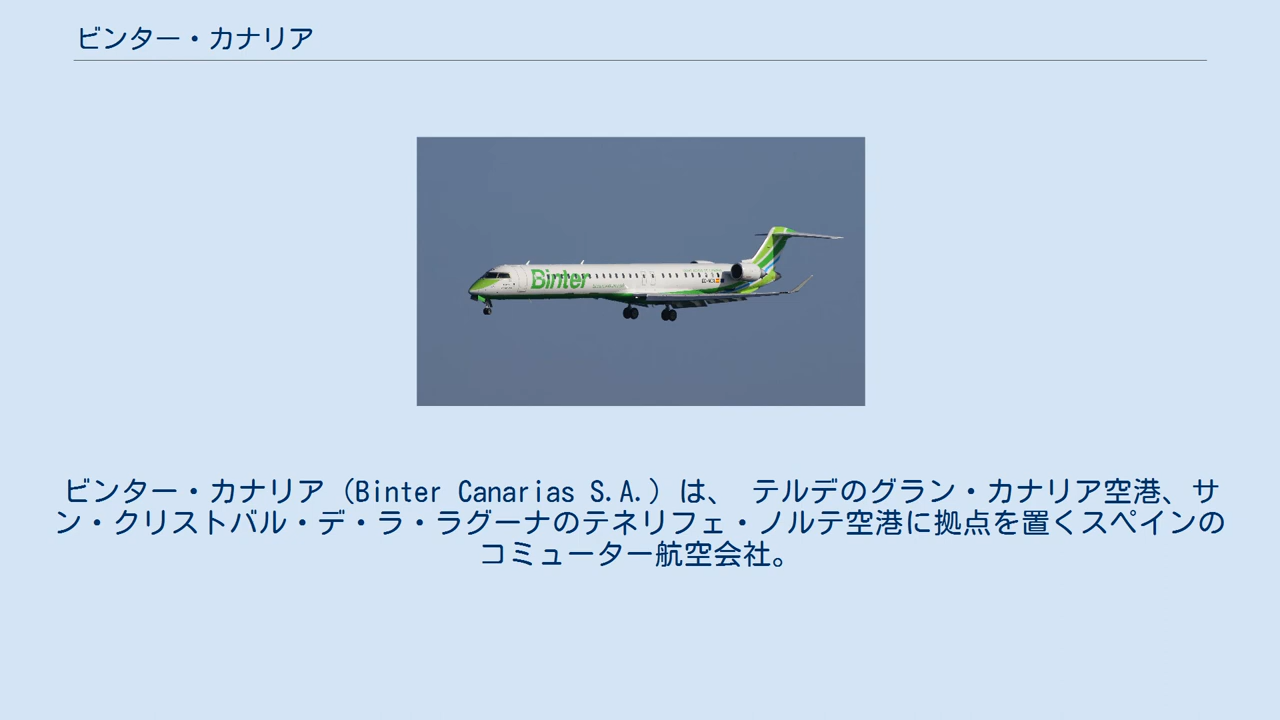 ビンター・カナリア
Binter
ビンター・カナリア（Binter Canarias S.A.）は、 テルデのグラン・カナリア空港、サ
ン・クリストバル・デ・ラ・ラグーナのテネリフェ・ノルテ空港に拠点を置くスペインの
コミューター航空会社。